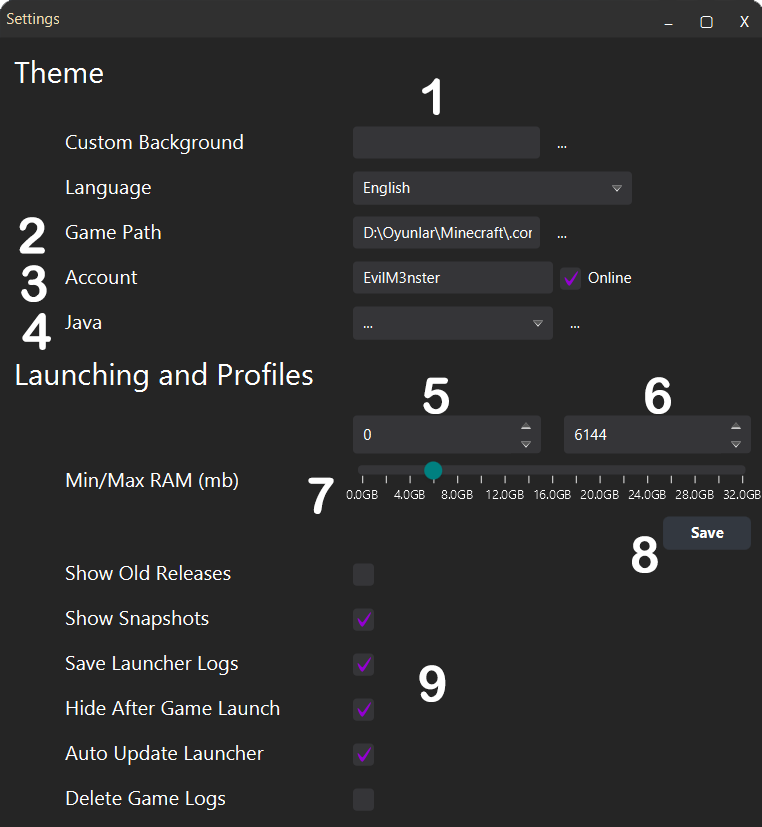 Settings
X
Theme
1
Custom Background ...
Language English
2 Game Path D:\Oyunlar\Minecraft\.cor ...
3 Account EvilM3nster Online
4 Java ... ...
Launching and Profiles
5 6
0 6144
Min/Max RAM (mb)
7 0.0GB 4.0GB 8.0GB 12.0GB 16.0GB 20.0GB 24.0GB 28.0GB 32.0GB
8 Save
Show Old Releases
Show Snapshots
Save Launcher Logs
9
Hide After Game Launch
Auto Update Launcher
Delete Game Logs